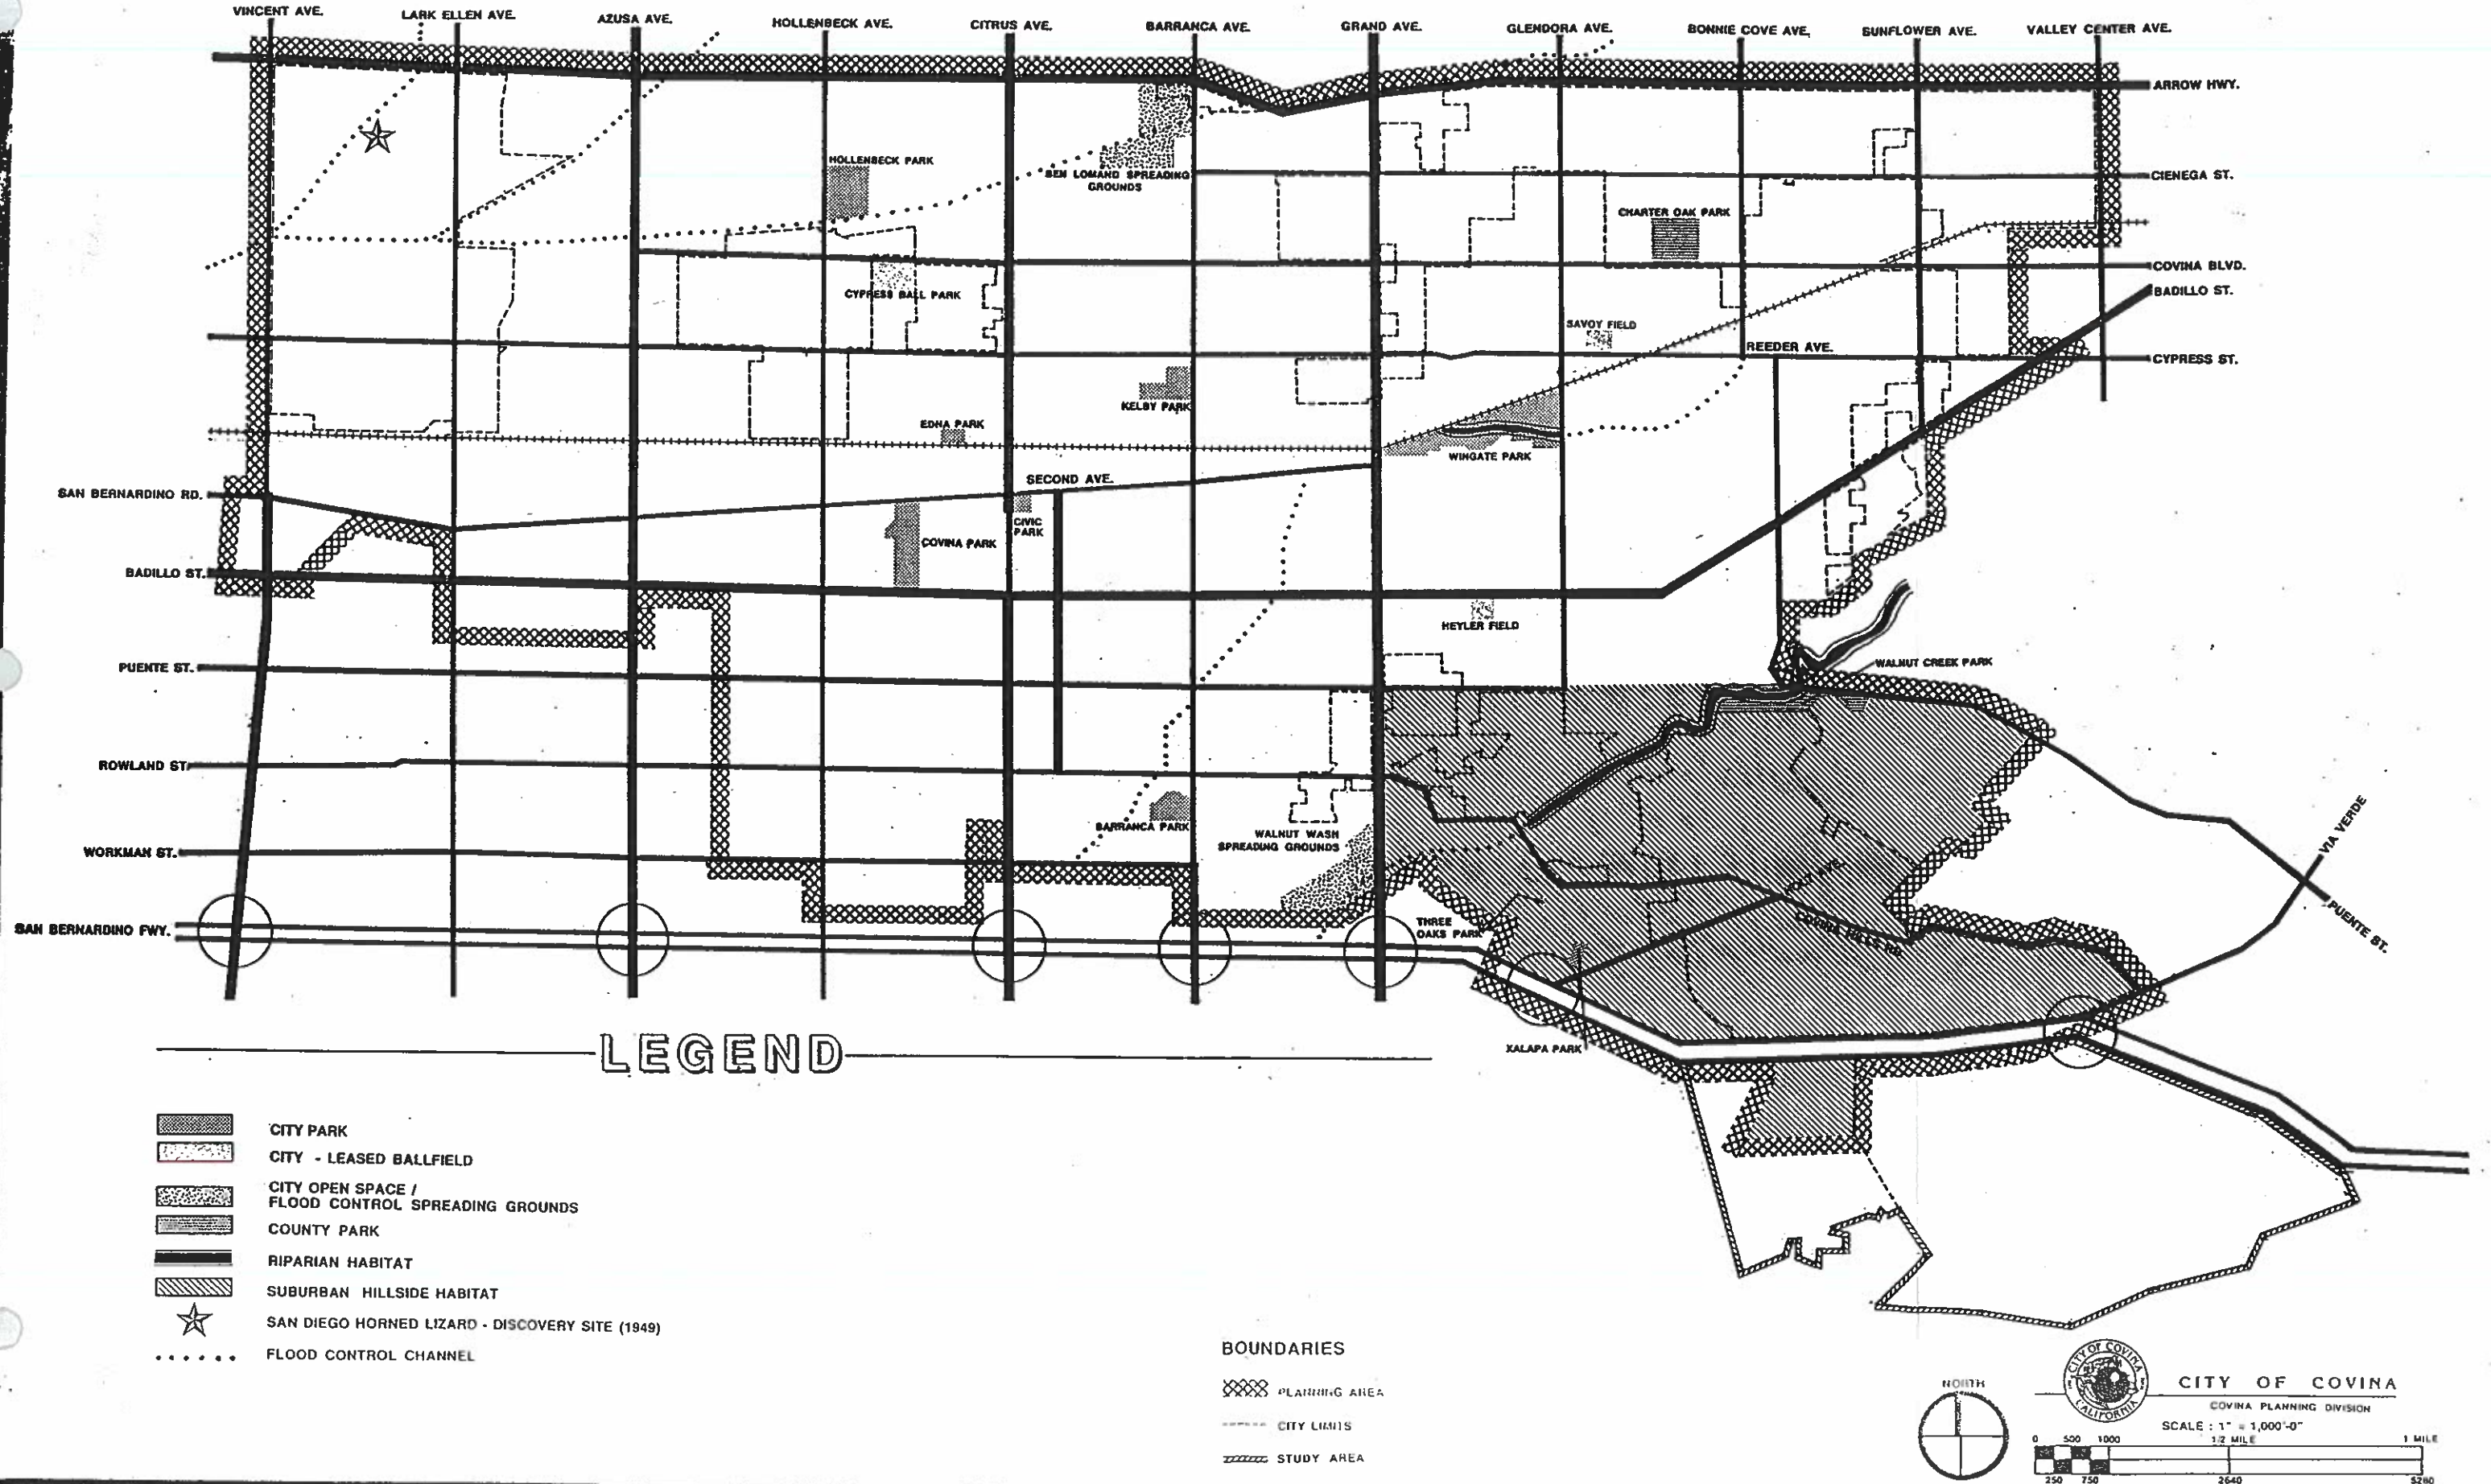 VINCENT AVE.
LARK ELLEN AVE.
AZUSA AVE.
HOLLENBECK AVE.
CITRUS AVE.
BARRANCA AVE.
GRAND AVE.
GLENDORA AVE.
BONNIE COVE AVE.
SUNFLOWER AVE.
VALLEY CENTER AVE.
ARROW HWY.
HOLLENBECK PARK
BEN LOMAND SPREADING
GROUNDS
CIENEGA ST.
CHARTER OAK PARK
COVINA BLVD.
CYPRESS BALL PARK
BADILLO ST.
SAVOY FIELD
REEDER AVE.
CYPRESS ST.
KELBY PARK
EDNA PARK
WINGATE PARK
SECOND AVE.
SAN BERNARDINO RD.
CIVIC
PARK
COVINA PARK
BADILLO ST.
HEYLER FIELD
PUENTE ST.
WALNUT CREEK PARK
ROWLAND ST.
BARRANCA PARK
WALNUT WASH
SPREADING GROUNDS
WORKMAN ST.
VIA VERDE
HOLT AVE.
PUENTE ST.
THREE
OAKS PARK
COVINA HILLS RD.
SAN BERNARDINO FWY.
XALAPA PARK
LEGEND
CITY PARK
CITY - LEASED BALLFIELD
CITY OPEN SPACE /
FLOOD CONTROL SPREADING GROUNDS
COUNTY PARK
RIPARIAN HABITAT
SUBURBAN HILLSIDE HABITAT
SAN DIEGO HORNED LIZARD - DISCOVERY SITE (1949)
FLOOD CONTROL CHANNEL
BOUNDARIES
PLANNING AREA
CITY LIMITS
STUDY AREA
NORTH
CITY OF COVINA
CALIFORNIA
CITY OF COVINA
COVINA PLANNING DIVISION
SCALE : 1" = 1,000'-0"
0 500 1000 1/2 MILE 1 MILE
250 750 2640 5280